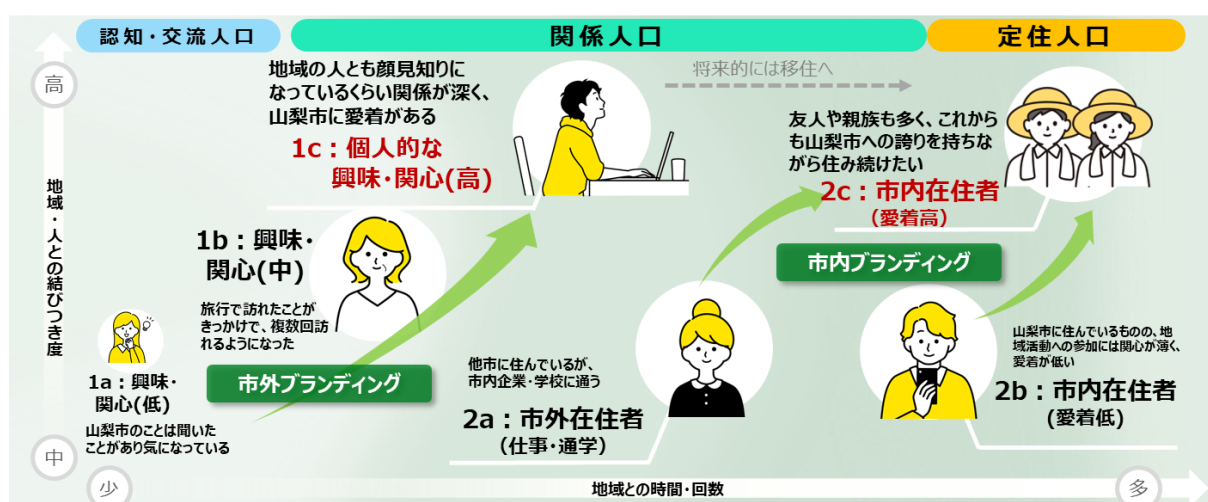 認知・交流人口
関係人口
定住人口
高
地域・人との結びつき度
中
少
地域との時間・回数
多
地域の人とも顔見知りに
なっているくらい関係が深く、
山梨市に愛着がある
1c：個人的な
興味・関心(高)
将来的には移住へ
友人や親族も多く、これから
も山梨市への誇りを持ちな
がら住み続けたい
2c：市内在住者
(愛着高)
1b：興味・
関心(中)
旅行で訪れたことが
きっかけで、複数回訪
れるようになった
市内ブランディング
1a：興味・
関心(低)
山梨市のことは聞いた
ことがあり気になっている
市外ブランディング
他市に住んでいるが、
市内企業・学校に通う
2a：市外在住者
(仕事・通学)
山梨市に住んでいるものの、地
域活動への参加には関心が薄く、
愛着が低い
2b：市内在住者
(愛着低)